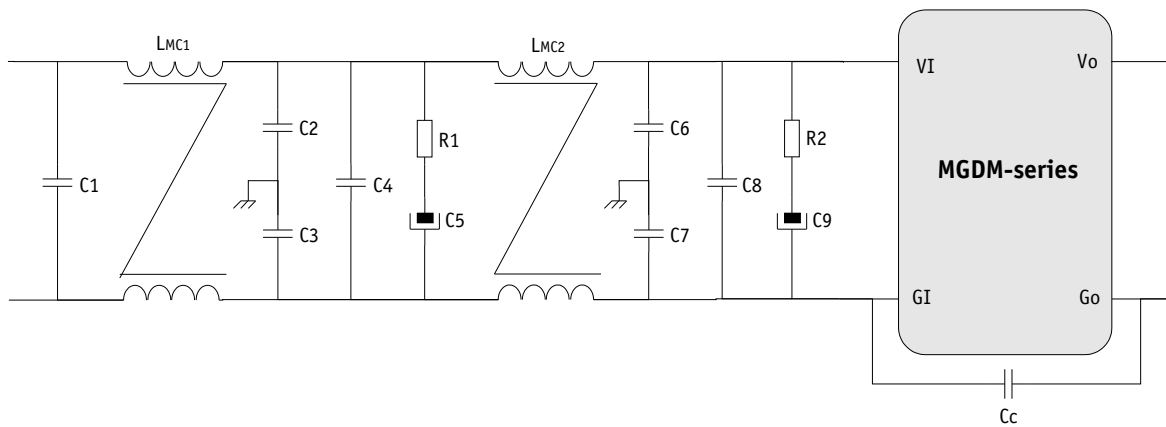 LMC1
LMC2
VI
Vo
C2
C6
R1
R2
MGDM-series
C1
C4
C8
C5
C9
C3
C7
GI
Go
Cc